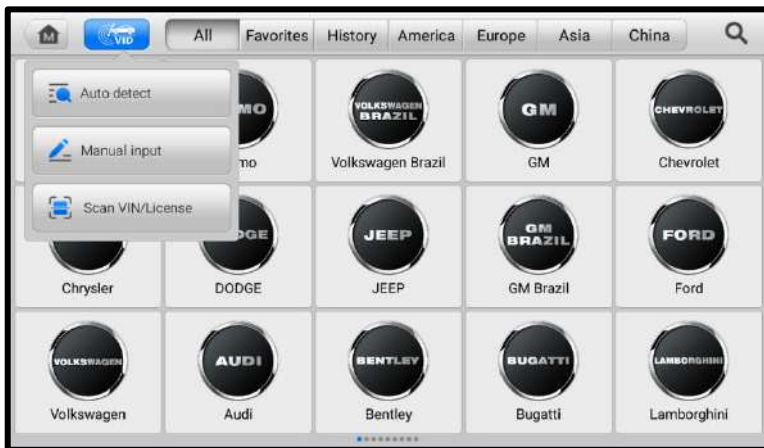 M
VID
All
Favorites
History
America
Europe
Asia
China
Auto detect
Manual input
Scan VIN/License
MO
mo
VOLKSWAGEN
BRAZIL
Volkswagen Brazil
GM
GM
CHEVROLET
Chevrolet
Chrysler
DGE
DODGE
JEEP
JEEP
GM
BRAZIL
GM Brazil
FORD
Ford
VOLKSWAGEN
Volkswagen
AUDI
Audi
BENTLEY
Bentley
BUGATTI
Bugatti
LAMBORGHINI
Lamborghini